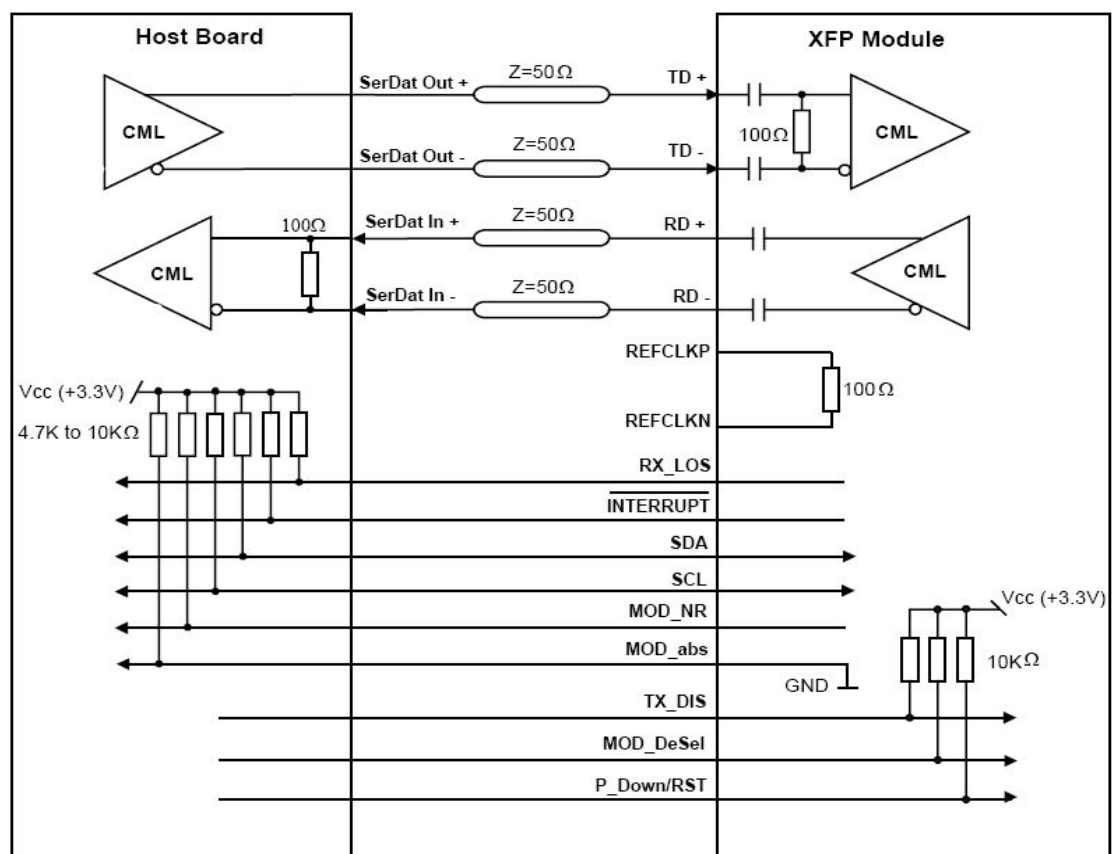 Host Board
XFP Module
SerDat Out +
Z=50Ω
TD +
CML
100Ω
CML
SerDat Out -
Z=50Ω
TD -
100Ω
SerDat In +
Z=50Ω
RD +
CML
CML
SerDat In -
Z=50Ω
RD -
REFCLKP
Vcc (+3.3V)
100Ω
4.7K to 10KΩ
REFCLKN
RX_LOS
INTERRUPT
SDA
SCL
Vcc (+3.3V)
MOD_NR
MOD_abs
10KΩ
GND
TX_DIS
MOD_DeSel
P_Down/RST